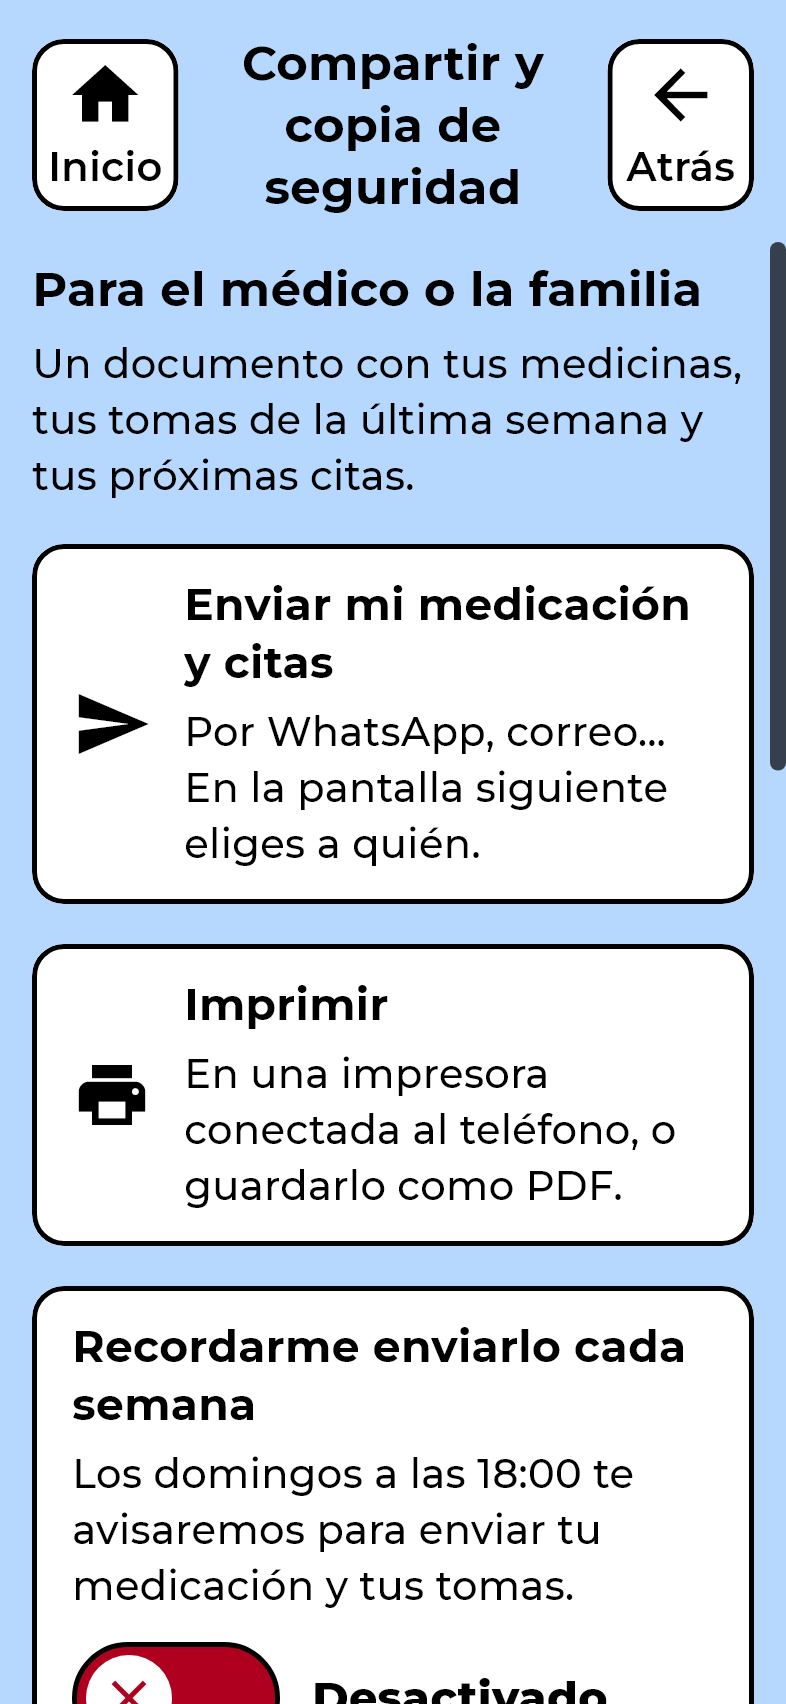 Inicio
Compartir y
copia de
seguridad
Atrás
Para el médico o la familia
Un documento con tus medicinas,
tus tomas de la última semana y
tus próximas citas.
Enviar mi medicación
y citas
Por WhatsApp, correo...
En la pantalla siguiente
eliges a quién.
Imprimir
En una impresora
conectada al teléfono, o
guardarlo como PDF.
Recordarme enviarlo cada
semana
Los domingos a las 18:00 te
avisaremos para enviar tu
medicación y tus tomas.
Desactivado